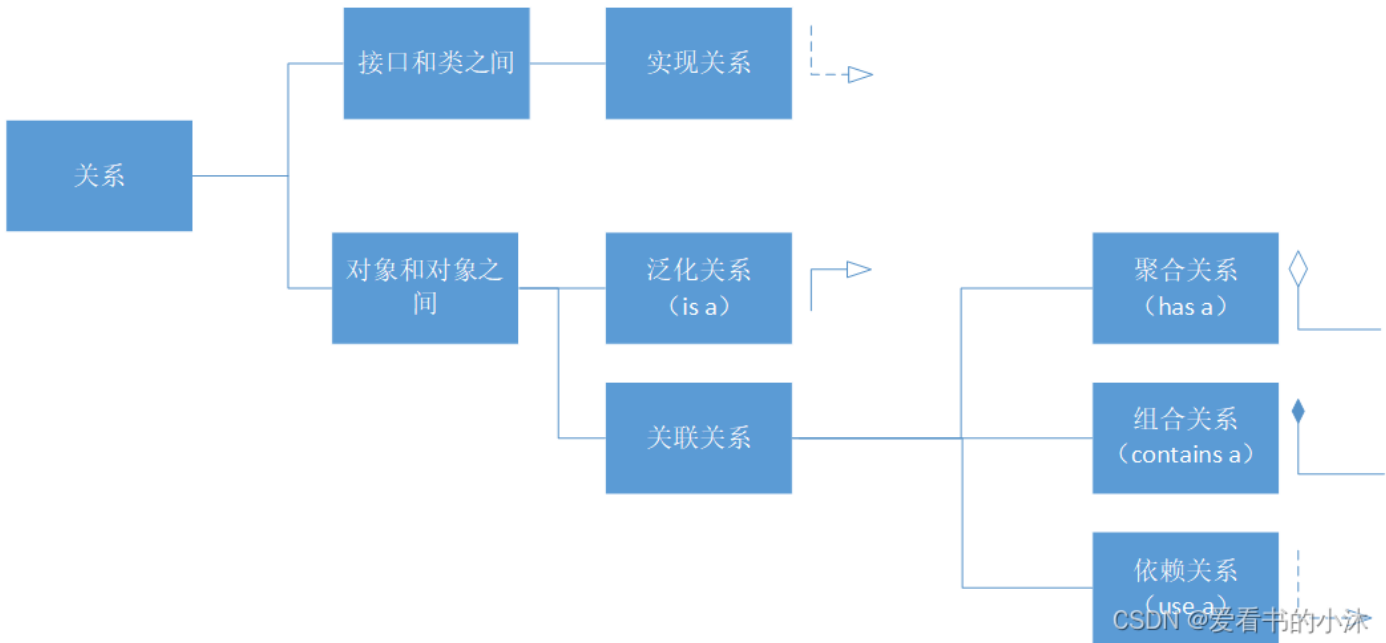 接口和类之间
实现关系
关系
对象和对象之
间
泛化关系
（is a）
聚合关系
（has a）
关联关系
组合关系
（contains a）
依赖关系
（use a）
CSDN @爱看书的小沐